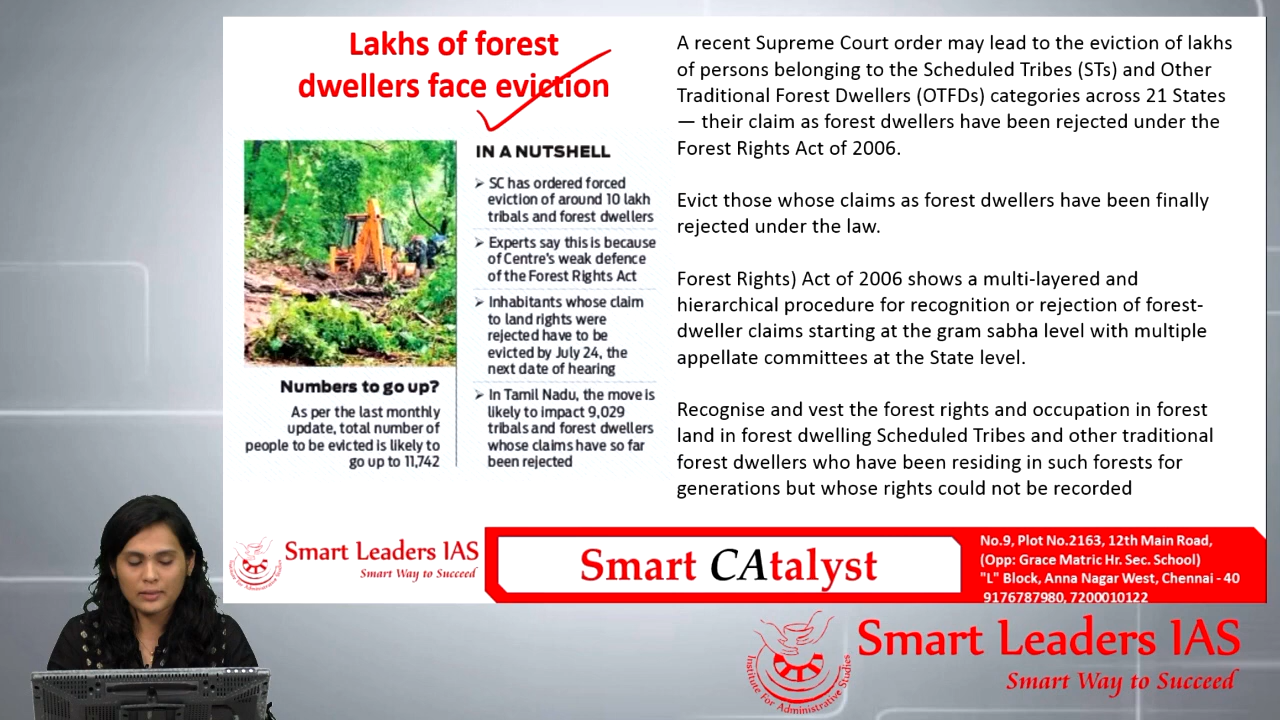 Lakhs of forest
dwellers face eviction
IN A NUTSHELL
➢ SC has ordered forced
eviction of around 10 lakh
tribals and forest dwellers
➢ Experts say this is because
of Centre's weak defence
of the Forest Rights Act
➢ Inhabitants whose claim
to land rights were
rejected have to be
evicted by July 24, the
next date of hearing
➢ In Tamil Nadu, the move is
likely to impact 9,029
tribals and forest dwellers
whose claims have so far
been rejected
Numbers to go up?
As per the last monthly
update, total number of
people to be evicted is likely to
go up to 11,742
A recent Supreme Court order may lead to the eviction of lakhs
of persons belonging to the Scheduled Tribes (STs) and Other
Traditional Forest Dwellers (OTFDs) categories across 21 States
— their claim as forest dwellers have been rejected under the
Forest Rights Act of 2006.
Evict those whose claims as forest dwellers have been finally
rejected under the law.
Forest Rights) Act of 2006 shows a multi-layered and
hierarchical procedure for recognition or rejection of forest-
dweller claims starting at the gram sabha level with multiple
appellate committees at the State level.
Recognise and vest the forest rights and occupation in forest
land in forest dwelling Scheduled Tribes and other traditional
forest dwellers who have been residing in such forests for
generations but whose rights could not be recorded
Smart Leaders IAS
Smart Way to Succeed
Smart CAtalyst
No.9, Plot No.2163, 12th Main Road,
(Opp: Grace Matric Hr. Sec. School)
"L" Block, Anna Nagar West, Chennai - 40
9176787980, 7200010122
Institute For Administrative Studies
Smart Leaders IAS
Smart Way to Succeed